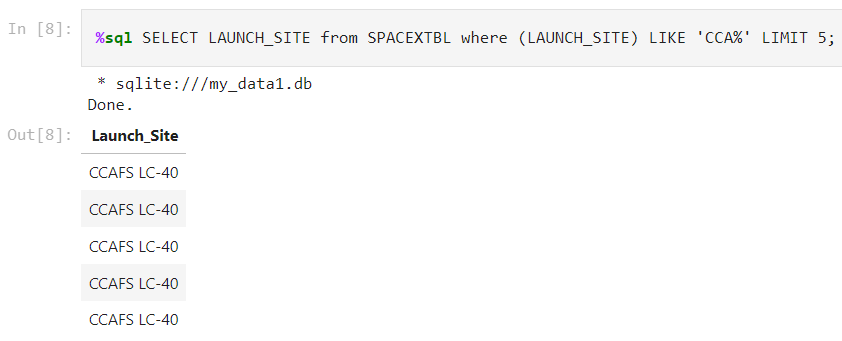 In [8]: %sql SELECT LAUNCH_SITE from SPACEXTBL where (LAUNCH_SITE) LIKE 'CCA%' LIMIT 5;
* sqlite:///my_data1.db
Done.
Out[8]: Launch_Site
CCAFS LC-40
CCAFS LC-40
CCAFS LC-40
CCAFS LC-40
CCAFS LC-40